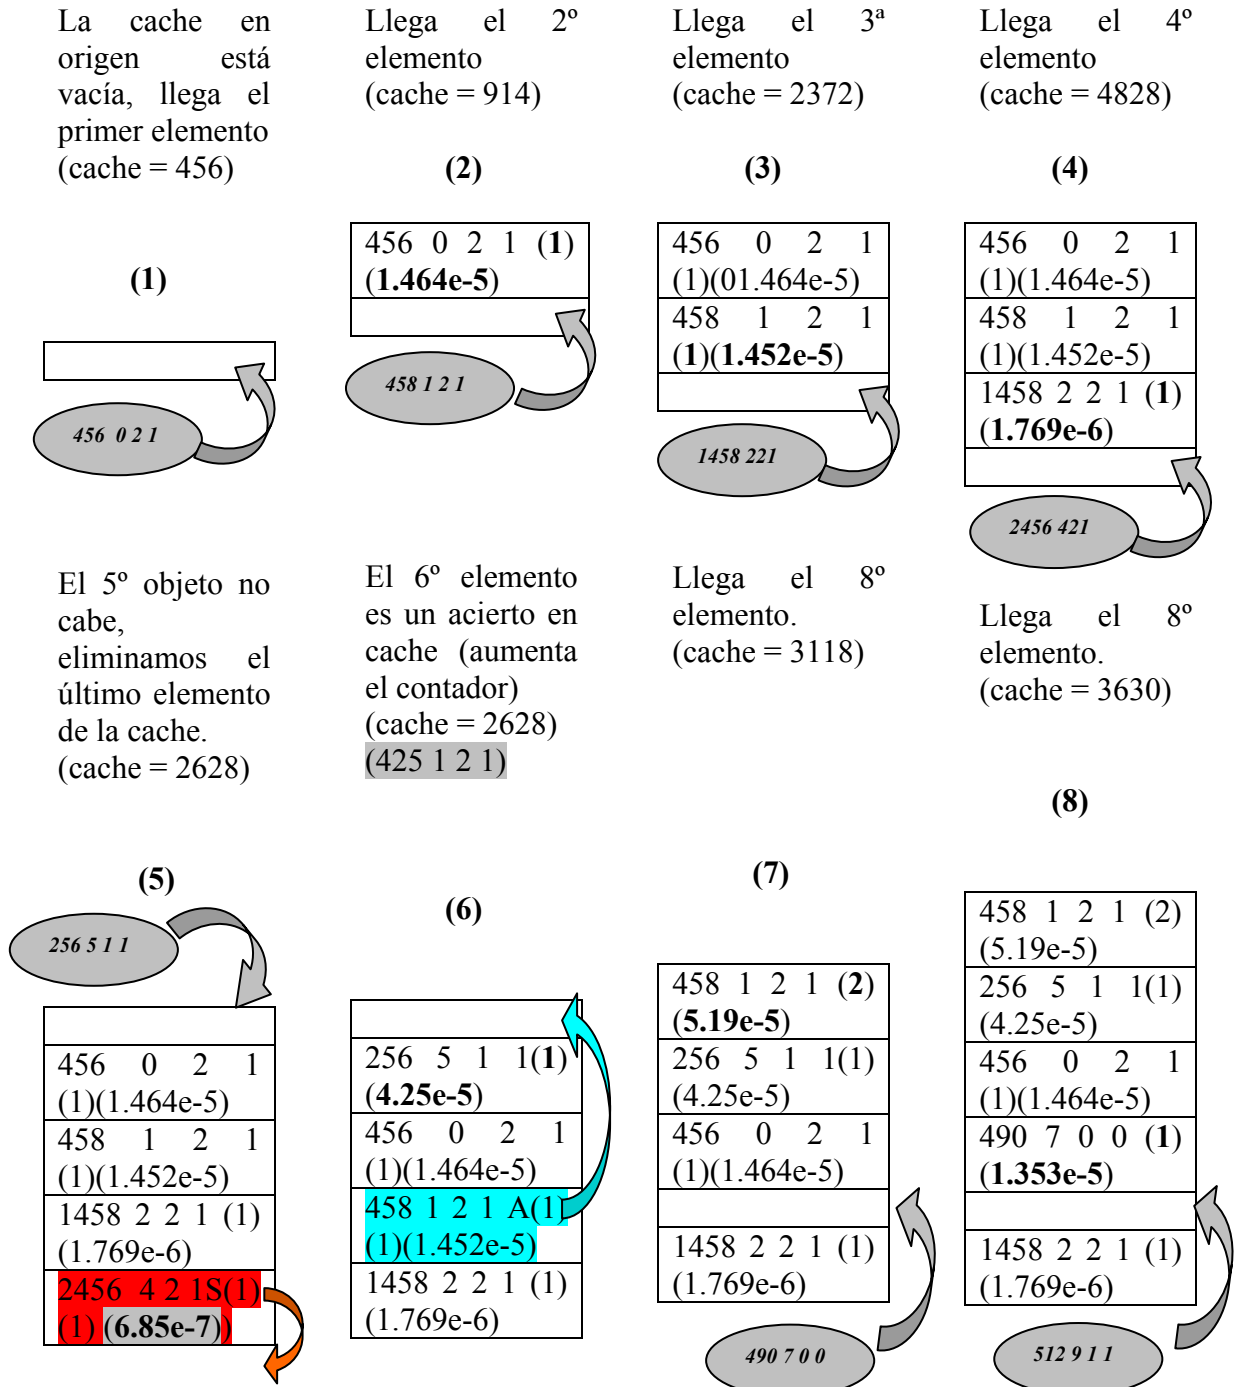 La cache en
origen está
vacía, llega el
primer elemento
(cache = 456)
(1)
456 0 2 1
Llega el 2º
elemento
(cache = 914)
(2)
456 0 2 1 (1)
(1.464e-5)
458 1 2 1
Llega el 3ª
elemento
(cache = 2372)
(3)
456 0 2 1
(1)(01.464e-5)
458 1 2 1
(1)(1.452e-5)
1458 221
Llega el 4º
elemento
(cache = 4828)
(4)
456 0 2 1
(1)(1.464e-5)
458 1 2 1
(1)(1.452e-5)
1458 2 2 1 (1)
(1.769e-6)
2456 421
El 5º objeto no
cabe,
eliminamos el
último elemento
de la cache.
(cache = 2628)
(5)
256 5 1 1
456 0 2 1
(1)(1.464e-5)
458 1 2 1
(1)(1.452e-5)
1458 2 2 1 (1)
(1.769e-6)
2456 4 2 1S(1)
(1) (6.85e-7))
El 6º elemento
es un acierto en
cache (aumenta
el contador)
(cache = 2628)
(425 1 2 1)
(6)
256 5 1 1(1)
(4.25e-5)
456 0 2 1
(1)(1.464e-5)
458 1 2 1 A(1)
(1)(1.452e-5)
1458 2 2 1 (1)
(1.769e-6)
Llega el 8º
elemento.
(cache = 3118)
(7)
458 1 2 1 (2)
(5.19e-5)
256 5 1 1(1)
(4.25e-5)
456 0 2 1
(1)(1.464e-5)
1458 2 2 1 (1)
(1.769e-6)
490 7 0 0
Llega el 8º
elemento.
(cache = 3630)
(8)
458 1 2 1 (2)
(5.19e-5)
256 5 1 1(1)
(4.25e-5)
456 0 2 1
(1)(1.464e-5)
490 7 0 0 (1)
(1.353e-5)
1458 2 2 1 (1)
(1.769e-6)
512 9 1 1